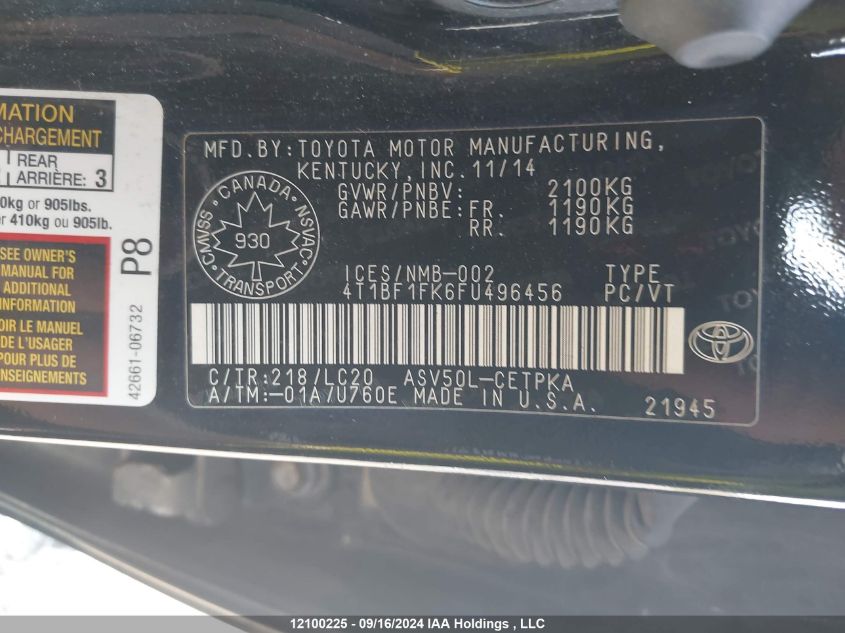 MATION
CHARGEMENT
REAR
ARRIÈRE: 3
0kg or 905lbs.
r 410kg ou 905lb.
SEE OWNER'S
MANUAL FOR
ADDITIONAL
INFORMATION
OIR LE MANUEL
DE L'USAGER
POUR PLUS DE
ENSEIGNEMENTS.
P8
42661-06732
MFD.BY:TOYOTA MOTOR MANUFACTURING,
KENTUCKY, INC. 11/14
GVWR/PNBV: 2100KG
GAWR/PNBE: FR. 1190KG
RR. 1190KG
CANADA
CMVSS 930 NSVAC
TRANSPORT
ICES/NMB-002 TYPE
4T1BF1FK6FU496456 PC/VT
TOYOTA
C/TR:218/LC20 ASV50L-CETPKA
A/TM:-01A/U760E MADE IN U.S.A. 21945
12100225 - 09/16/2024 IAA Holdings , LLC